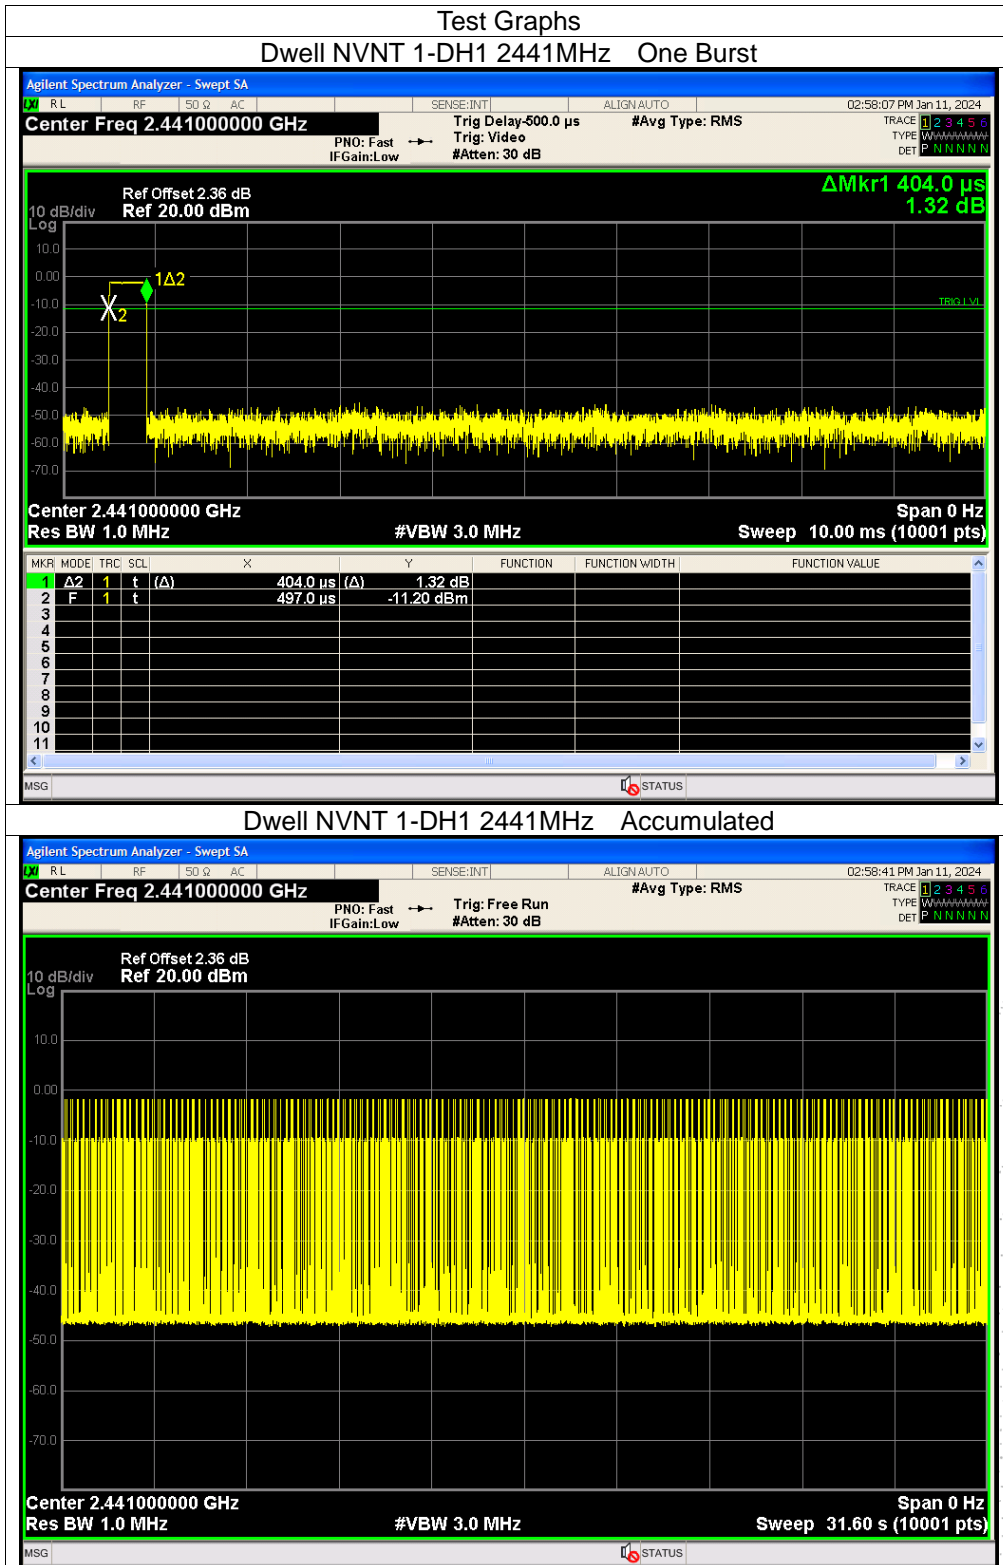 Test Graphs
Dwell NVNT 1-DH1 2441MHz One Burst
Agilent Spectrum Analyzer - Swept SA
LXI RL RF 50 Ω AC SENSE:INT ALIGN AUTO 02:58:07 PM Jan 11, 2024
Center Freq 2.441000000 GHz Trig Delay-500.0 µs #Avg Type: RMS TRACE 1 2 3 4 5 6
PNO: Fast Trig: Video TYPE WWWWWW
IFGain:Low #Atten: 30 dB DET P N N N N N
ΔMkr1 404.0 µs
Ref Offset 2.36 dB
10 dB/div Ref 20.00 dBm 1.32 dB
Log
10.0
0.00
1Δ2
-10.0
TRIG LVL
X2
-20.0
-30.0
-40.0
-50.0
-60.0
-70.0
Center 2.441000000 GHz Span 0 Hz
Res BW 1.0 MHz #VBW 3.0 MHz Sweep 10.00 ms (10001 pts)
MKR MODE TRC SCL X Y FUNCTION FUNCTION WIDTH FUNCTION VALUE
1 Δ2 1 t (Δ) 404.0 µs (Δ) 1.32 dB
2 F 1 t 497.0 µs -11.20 dBm
3
4
5
6
7
8
9
10
11
MSG STATUS
Dwell NVNT 1-DH1 2441MHz Accumulated
Agilent Spectrum Analyzer - Swept SA
LXI RL RF 50 Ω AC SENSE:INT ALIGN AUTO 02:58:41 PM Jan 11, 2024
Center Freq 2.441000000 GHz #Avg Type: RMS TRACE 1 2 3 4 5 6
PNO: Fast Trig: Free Run TYPE WWWWWW
IFGain:Low #Atten: 30 dB DET P N N N N N
Ref Offset 2.36 dB
10 dB/div Ref 20.00 dBm
Log
10.0
0.00
-10.0
-20.0
-30.0
-40.0
-50.0
-60.0
-70.0
Center 2.441000000 GHz Span 0 Hz
Res BW 1.0 MHz #VBW 3.0 MHz Sweep 31.60 s (10001 pts)
MSG STATUS